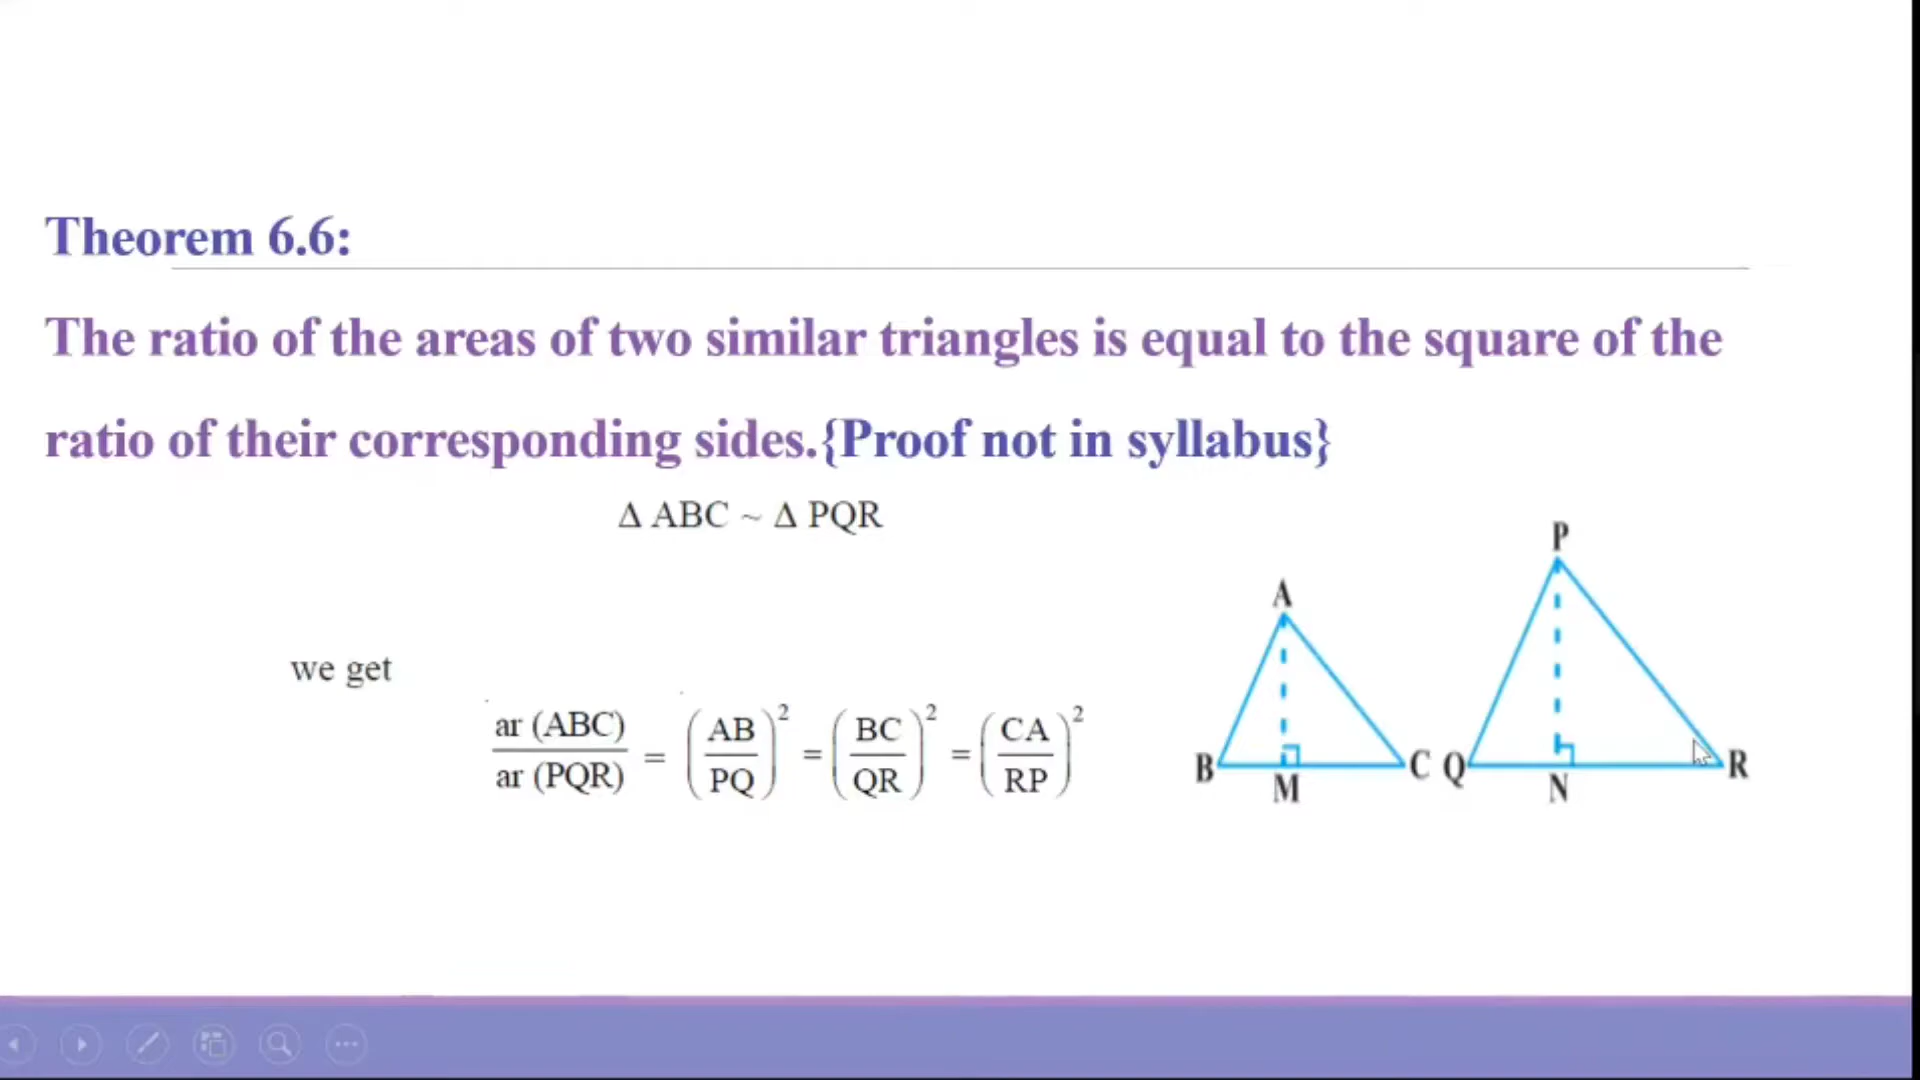 Theorem 6.6:
The ratio of the areas of two similar triangles is equal to the square of the
ratio of their corresponding sides.{Proof not in syllabus}
Δ ABC ~ Δ PQR
we get
ar (ABC) / ar (PQR) = (AB / PQ)² = (BC / QR)² = (CA / RP)²
A
B
M
C
P
Q
N
R